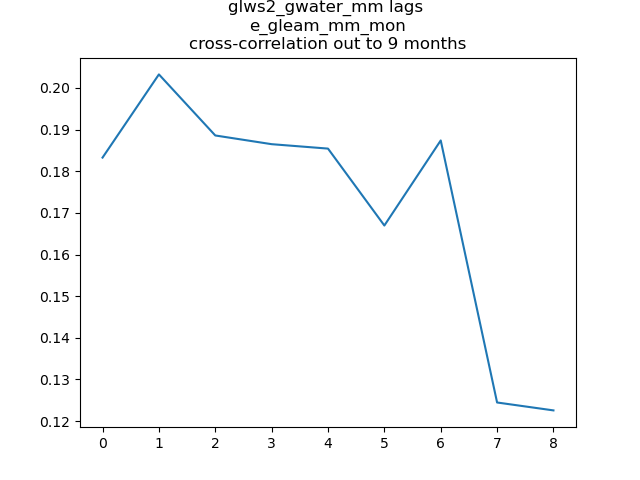 glws2_gwater_mm lags
e_gleam_mm_mon
cross-correlation out to 9 months
0.20
0.19
0.18
0.17
0.16
0.15
0.14
0.13
0.12
0 1 2 3 4 5 6 7 8